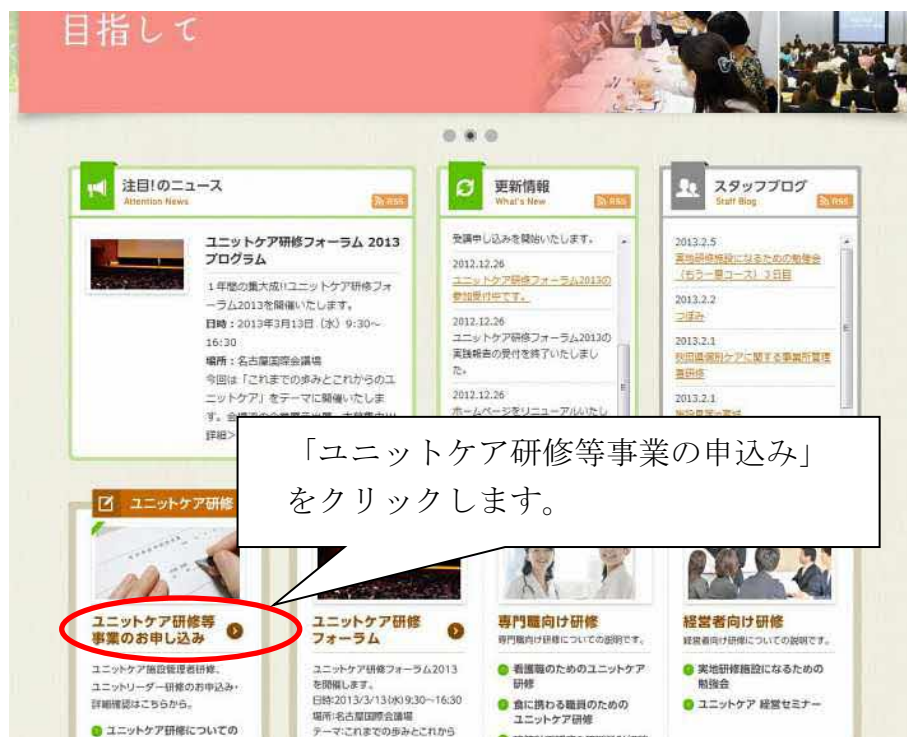 目指して
注目!のニュース
Attention News
RSS
ユニットケア研修フォーラム 2013
プログラム
1年間の集大成!!ユニットケア研修フォ
ーラム2013を開催いたします。
日時：2013年3月13日（水）9:30～
16:30
場所：名古屋国際会議場
今回は「これまでの歩みとこれからのユ
ニットケア」をテーマに開催いたしま
詳細>
更新情報
What's New
RSS
受講申し込みを開始いたします。
2012.12.26
ユニットケア研修フォーラム2013の
参加受付中です。
2012.12.26
ユニットケア研修フォーラム2013の
実践報告の受付を終了いたしまし
た。
2012.12.26
ホームページをリニューアルいたし
スタッフブログ
Staff Blog
RSS
2013.2.5
実地研修施設になるための勉強会
（もう一度コース）3日目
2013.2.2
つぼみ
2013.2.1
秋田県個別ケアに関する事業所管理
者研修
2013.2.1
「ユニットケア研修等事業の申込み」
をクリックします。
ユニットケア研修
ユニットケア研修等
事業のお申し込み
ユニットケア施設管理者研修、
ユニットリーダー研修のお申込み・
詳細確認はこちらから。
ユニットケア研修についての
ユニットケア研修
フォーラム
ユニットケア研修フォーラム2013
を開催します。
日時:2013/3/13(水)9:30～16:30
場所:名古屋国際会議場
テーマ:これまでの歩みとこれから
専門職向け研修
専門職向け研修についての説明です。
看護職のためのユニットケア
研修
食に携わる職員のための
ユニットケア研修
経営者向け研修
経営者向け研修についての説明です。
実地研修施設になるための
勉強会
ユニットケア 経営セミナー